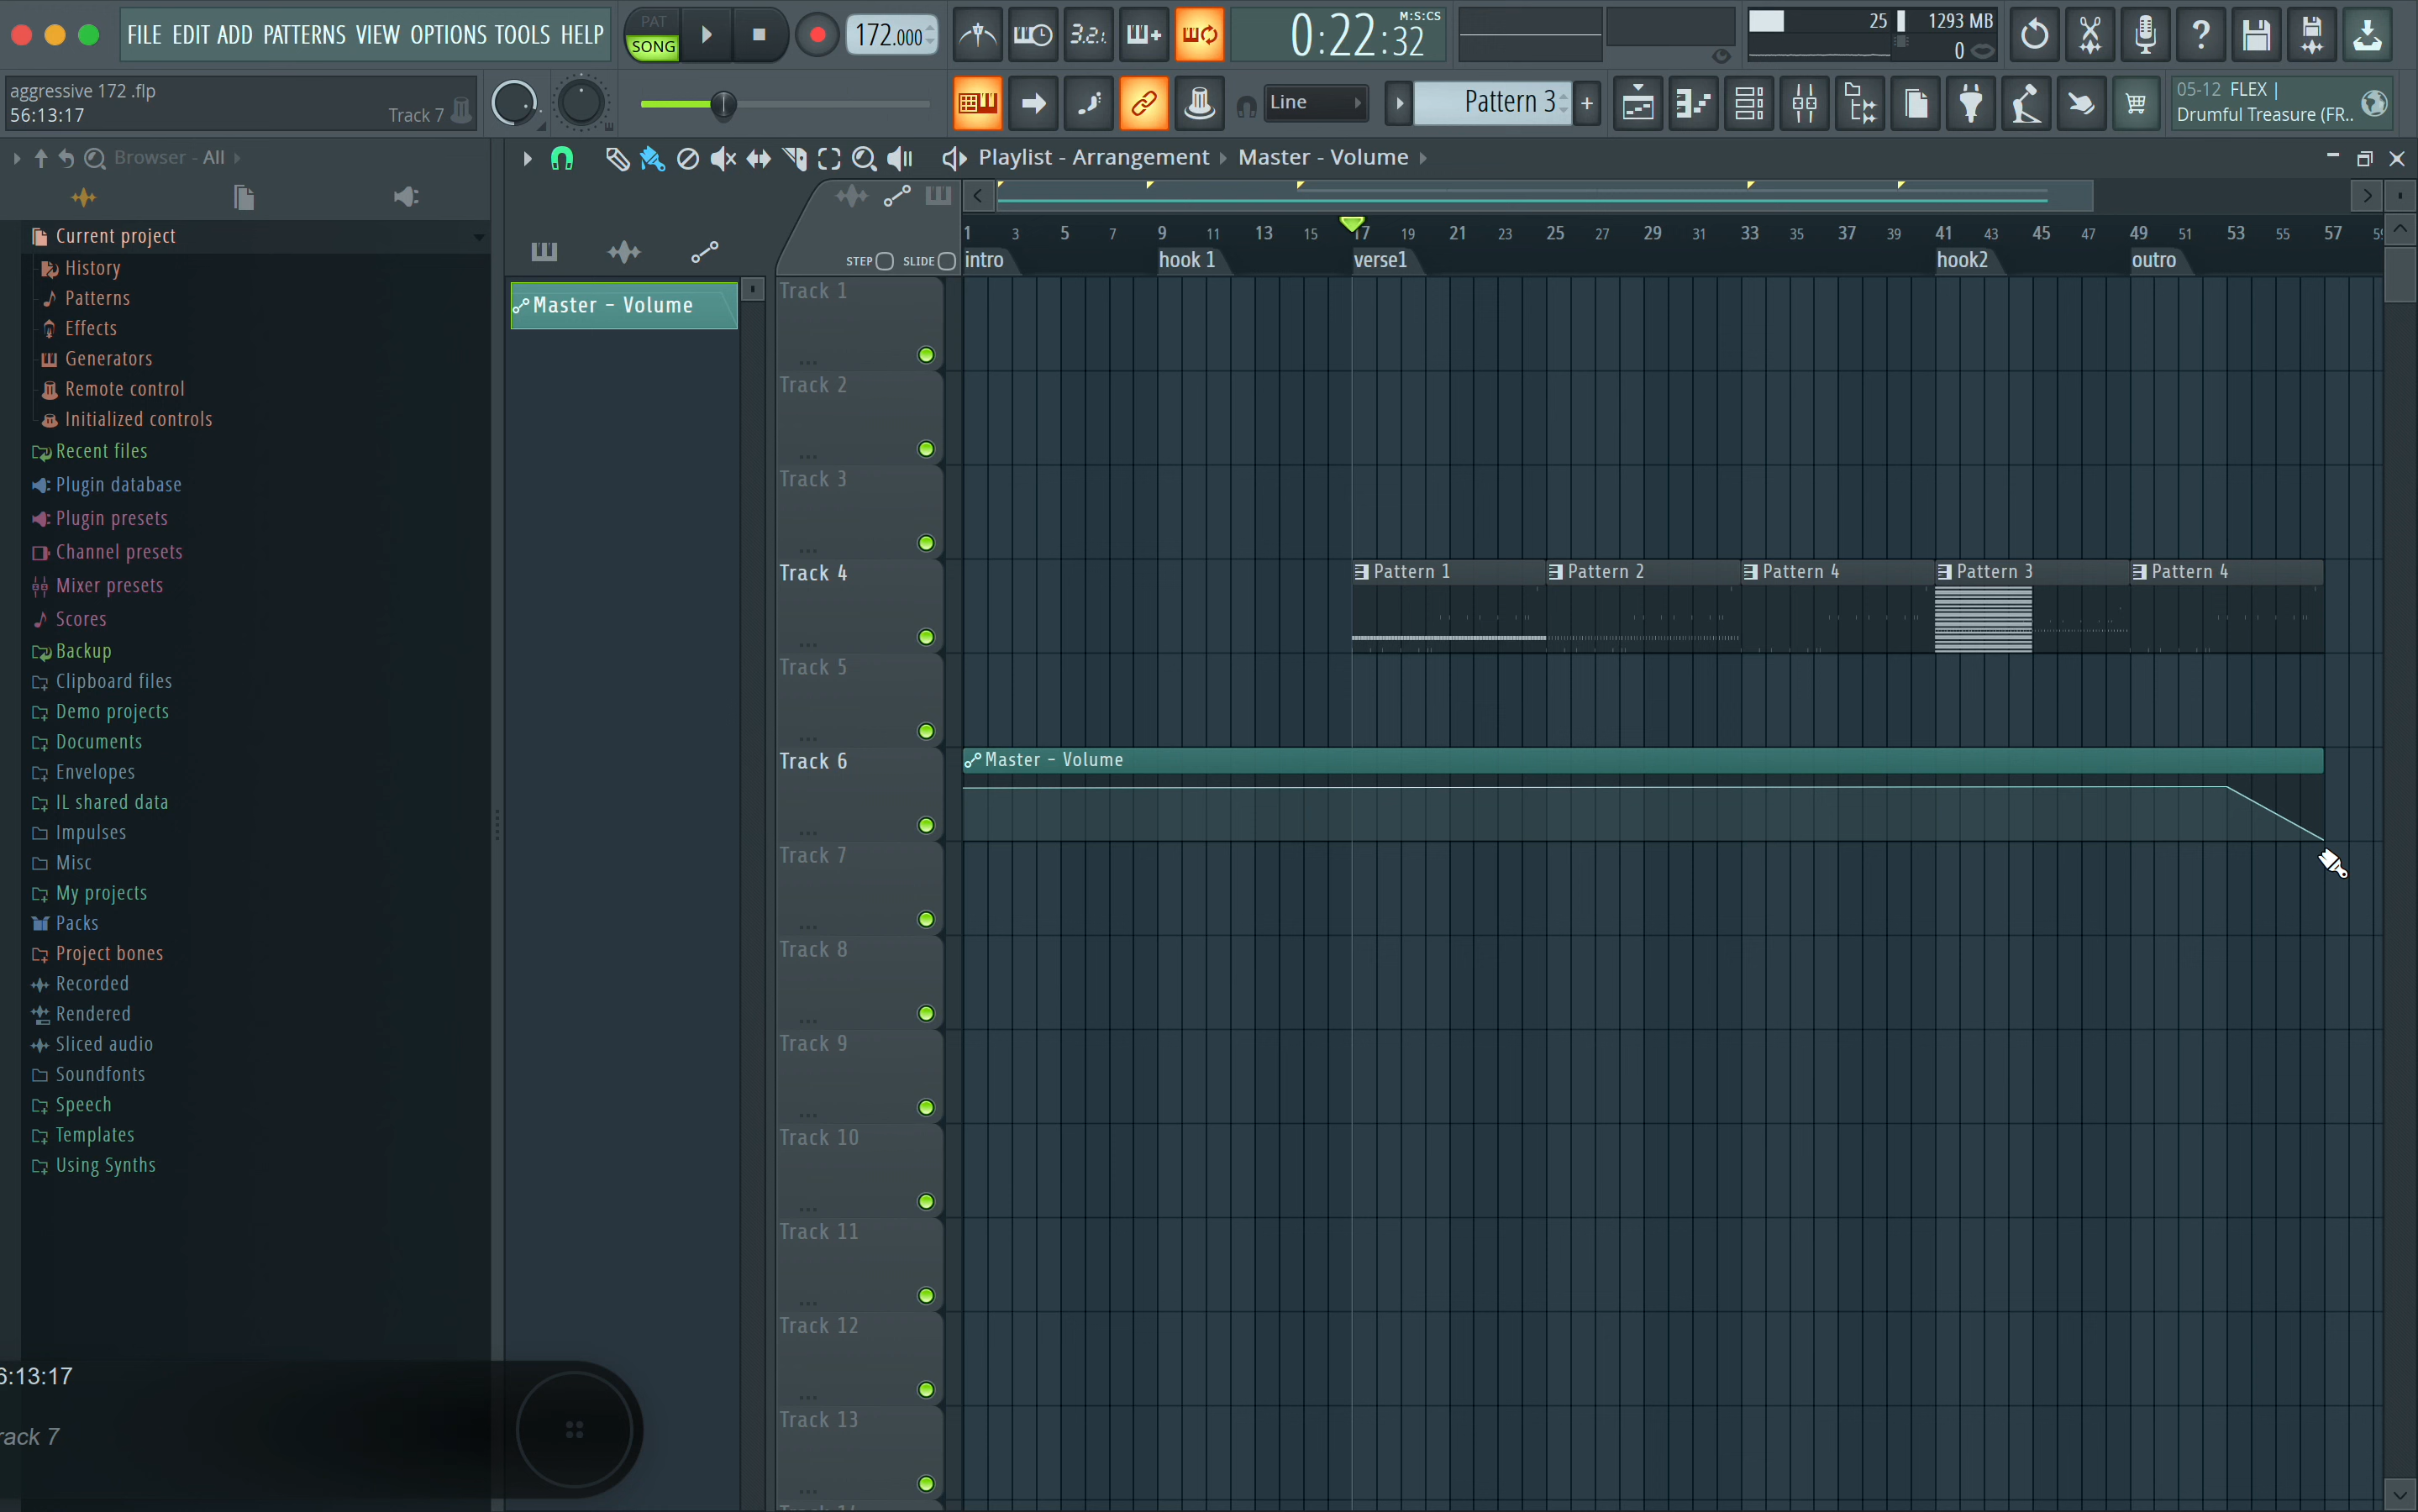 FILE EDIT ADD PATTERNS VIEW OPTIONS TOOLS HELP
PAT
SONG
172.000
3.2.1.
M:S:CS
0:22:32
25
1293 MB
0
aggressive 172 .flp
56:13:17
Track 7
Line
Pattern 3
+
05-12 FLEX |
Drumful Treasure (FR..
Browser - All
Playlist - Arrangement
Master - Volume
Current project
History
Patterns
Effects
Generators
Remote control
Initialized controls
Recent files
Plugin database
Plugin presets
Channel presets
Mixer presets
Scores
Backup
Clipboard files
Demo projects
Documents
Envelopes
IL shared data
Impulses
Misc
My projects
Packs
Project bones
Recorded
Rendered
Sliced audio
Soundfonts
Speech
Templates
Using Synths
6:13:17
rack 7
Master - Volume
STEP
SLIDE
1 3 5 7 9 11 13 15 17 19 21 23 25 27 29 31 33 35 37 39 41 43 45 47 49 51 53 55 57
intro
hook 1
verse1
hook2
outro
Track 1
Track 2
Track 3
Track 4
Pattern 1
Pattern 2
Pattern 4
Pattern 3
Pattern 4
Track 5
Track 6
Master - Volume
Track 7
Track 8
Track 9
Track 10
Track 11
Track 12
Track 13